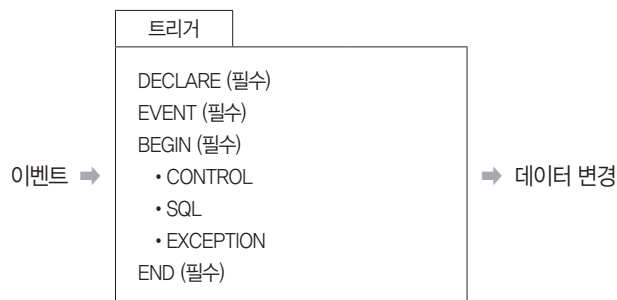 트리거
DECLARE (필수)
EVENT (필수)
BEGIN (필수)
이벤트 ➡ • CONTROL ➡ 데이터 변경
• SQL
• EXCEPTION
END (필수)